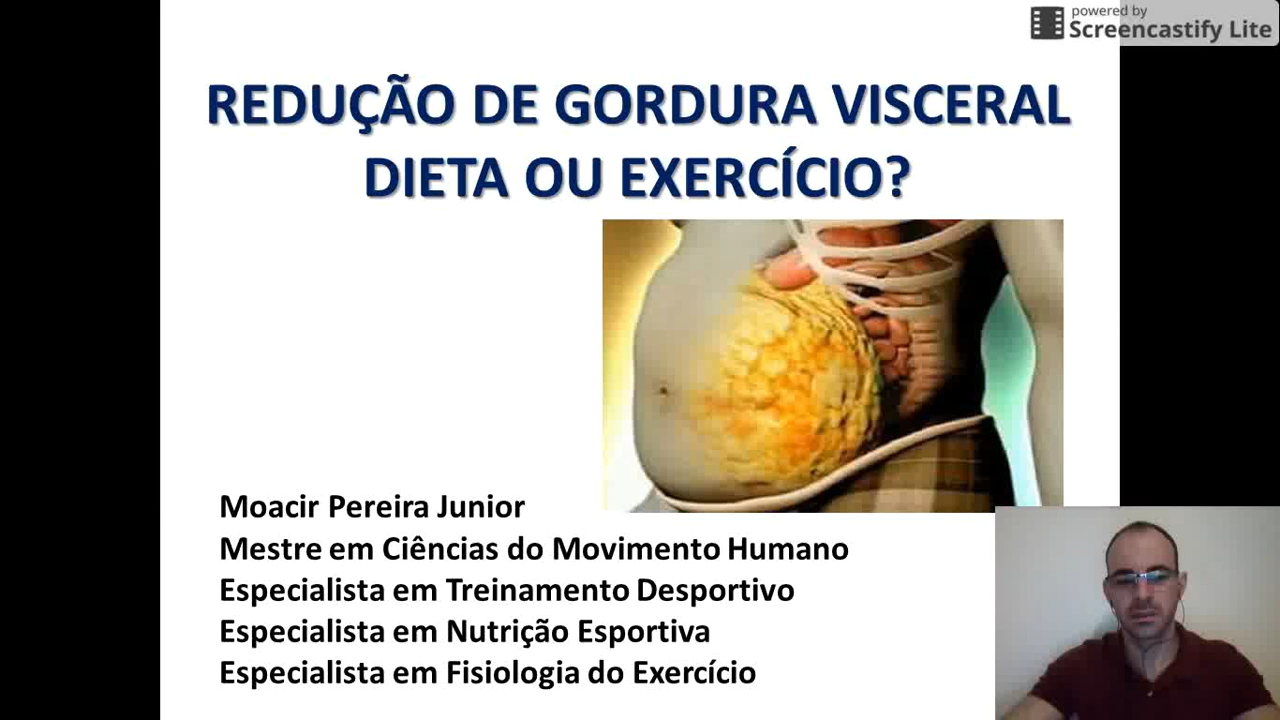 powered by
Screencastify Lite
REDUÇÃO DE GORDURA VISCERAL
DIETA OU EXERCÍCIO?
Moacir Pereira Junior
Mestre em Ciências do Movimento Humano
Especialista em Treinamento Desportivo
Especialista em Nutrição Esportiva
Especialista em Fisiologia do Exercício